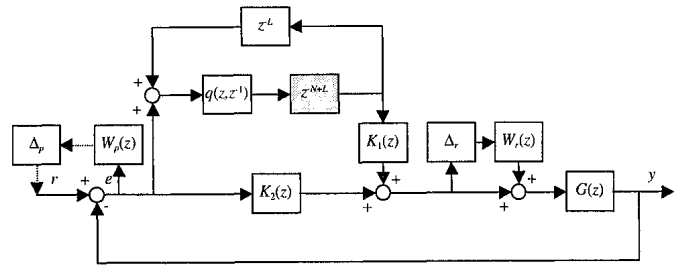 z^-L
+
+
q(z,z^-1)
z^N+L
Δ_p
W_p(z)
K_1(z)
Δ_r
W_r(z)
r
+
e
-
K_2(z)
+
+
+
+
G(z)
y